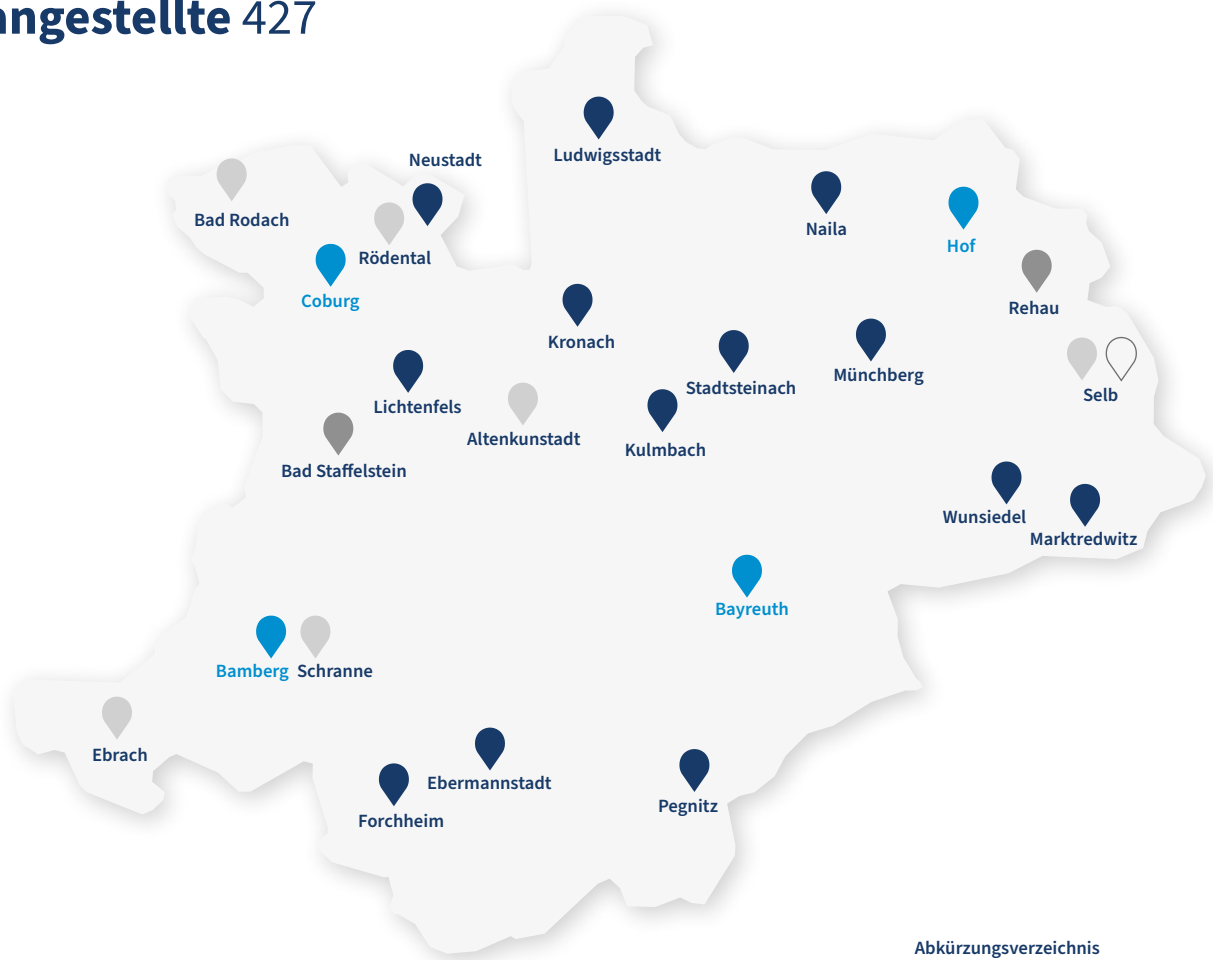 angestellte 427
Ludwigsstadt
Neustadt
Bad Rodach
Naila
Hof
Rödental
Coburg
Rehau
Kronach
Münchberg
Stadtsteinach
Selb
Lichtenfels
Altenkunstadt
Kulmbach
Bad Staffelstein
Wunsiedel
Marktredwitz
Bayreuth
Bamberg Schranne
Ebrach
Ebermannstadt
Pegnitz
Forchheim
Abkürzungsverzeichnis